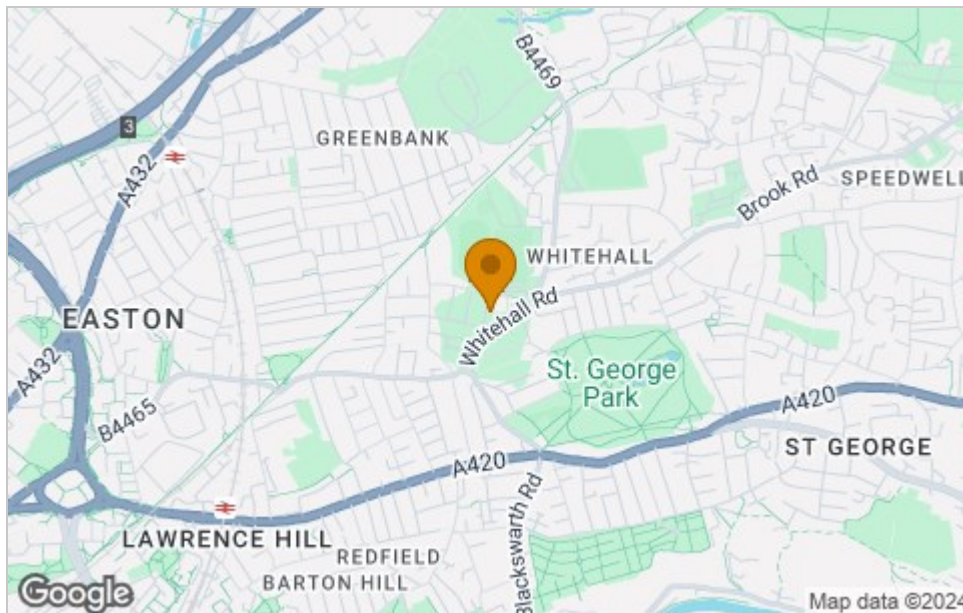 B4469
3
GREENBANK
A432
Brook Rd
SPEEDWELL
WHITEHALL
Whitehall Rd
EASTON
A432
St. George
Park
A420
B4465
ST GEORGE
A420
Blackswarth Rd
LAWRENCE HILL
REDFIELD
BARTON HILL
Google
Map data ©2024